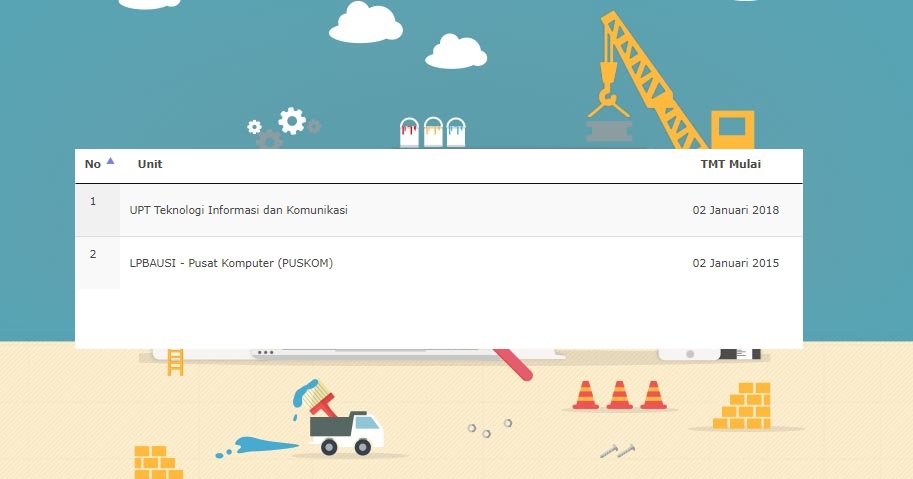 No Unit TMT Mulai
1 UPT Teknologi Informasi dan Komunikasi 02 Januari 2018
2 LPBAUSI - Pusat Komputer (PUSKOM) 02 Januari 2015